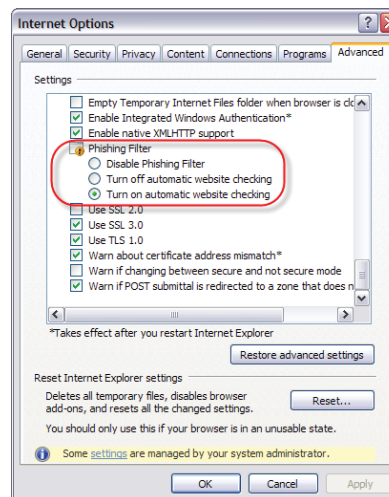 Internet Options
General Security Privacy Content Connections Programs Advanced
Settings
Empty Temporary Internet Files folder when browser is clo
Enable Integrated Windows Authentication*
Enable native XMLHTTP support
Phishing Filter
Disable Phishing Filter
Turn off automatic website checking
Turn on automatic website checking
Use SSL 2.0
Use SSL 3.0
Use TLS 1.0
Warn about certificate address mismatch*
Warn if changing between secure and not secure mode
Warn if POST submittal is redirected to a zone that does n
*Takes effect after you restart Internet Explorer
Restore advanced settings
Reset Internet Explorer settings
Deletes all temporary files, disables browser
add-ons, and resets all the changed settings.
Reset...
You should only use this if your browser is in an unusable state.
Some settings are managed by your system administrator.
OK Cancel Apply